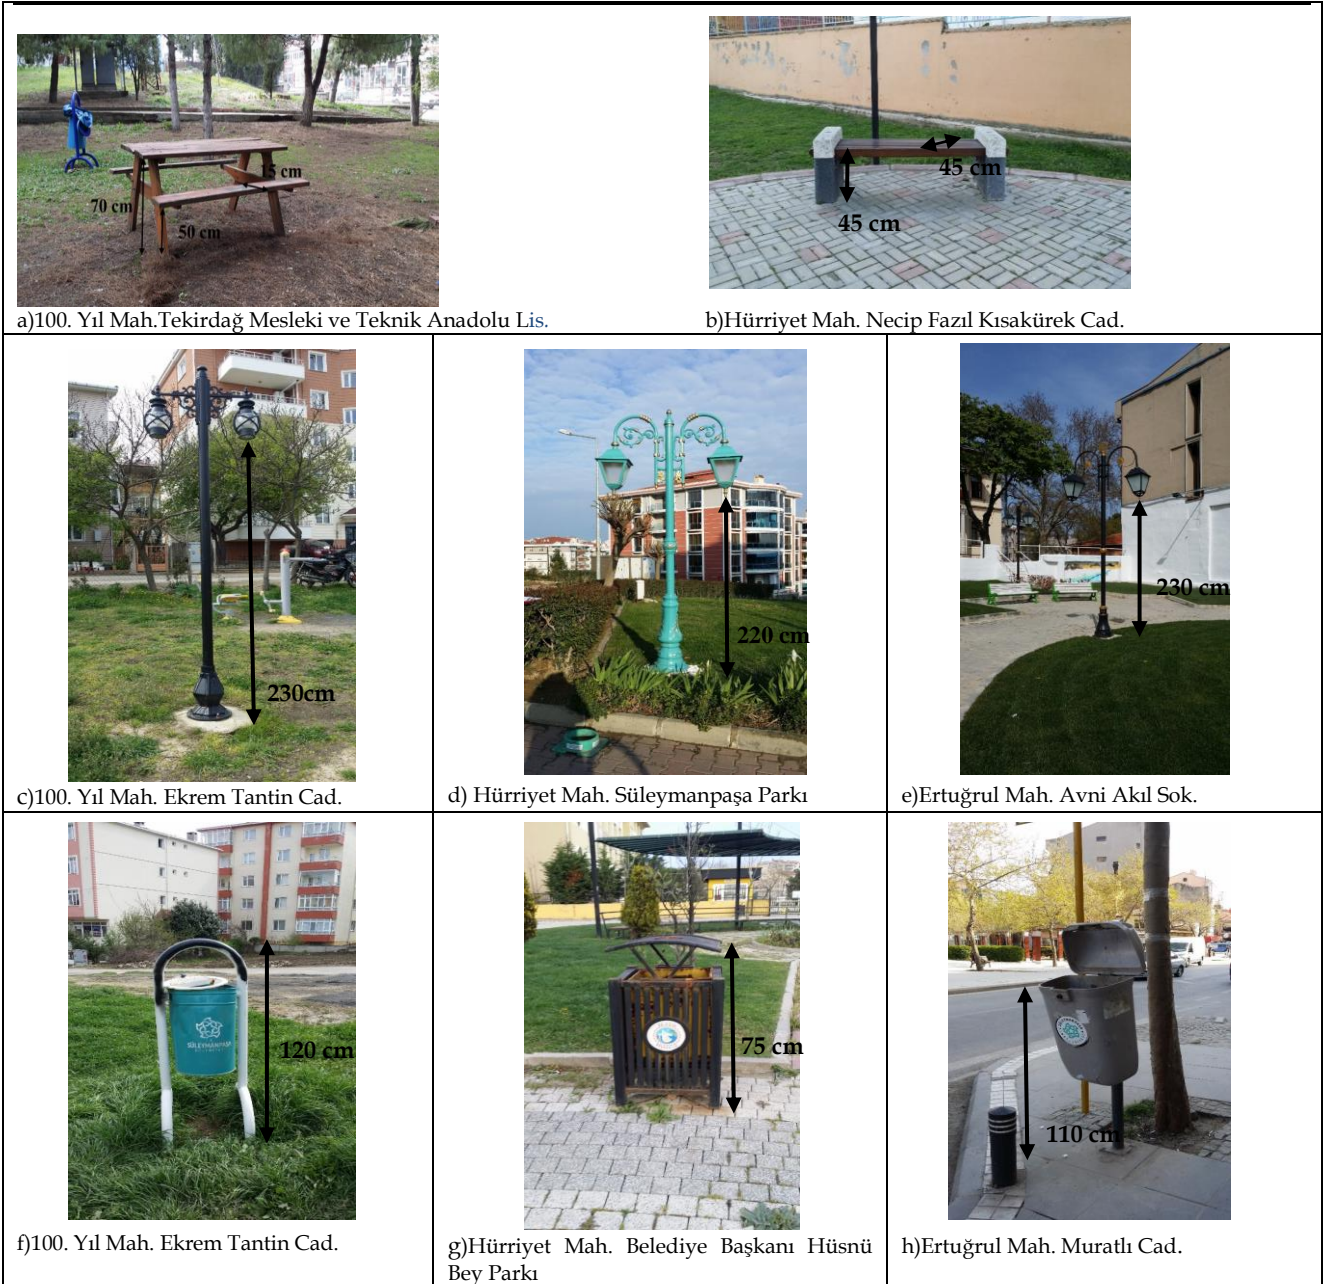 15 cm
70 cm
50 cm
45 cm
45 cm
a)100. Yıl Mah.Tekirdağ Mesleki ve Teknik Anadolu Lis.
b)Hürriyet Mah. Necip Fazıl Kısakürek Cad.
230cm
220 cm
230 cm
c)100. Yıl Mah. Ekrem Tantin Cad.
d) Hürriyet Mah. Süleymanpaşa Parkı
e)Ertuğrul Mah. Avni Akıl Sok.
SÜLEYMANPAŞA
120 cm
75 cm
110 cm
f)100. Yıl Mah. Ekrem Tantin Cad.
g)Hürriyet Mah. Belediye Başkanı Hüsnü
Bey Parkı
h)Ertuğrul Mah. Muratlı Cad.